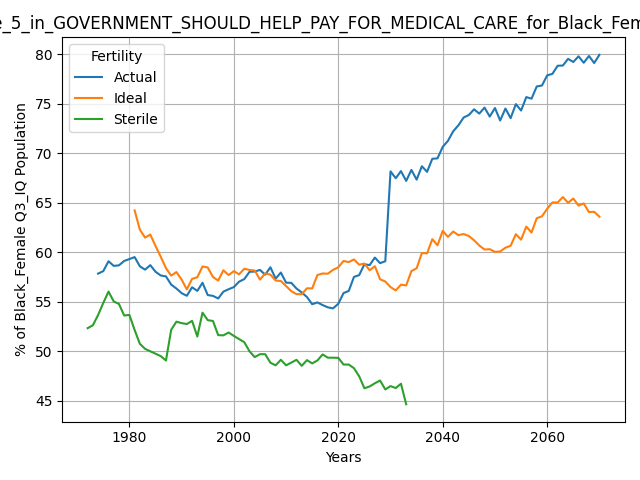 e_5_in_GOVERNMENT_SHOULD_HELP_PAY_FOR_MEDICAL_CARE_for_Black_Fem
Fertility
Actual
Ideal
Sterile
% of Black_Female Q3_IQ Population
80
75
70
65
60
55
50
45
1980
2000
2020
2040
2060
Years